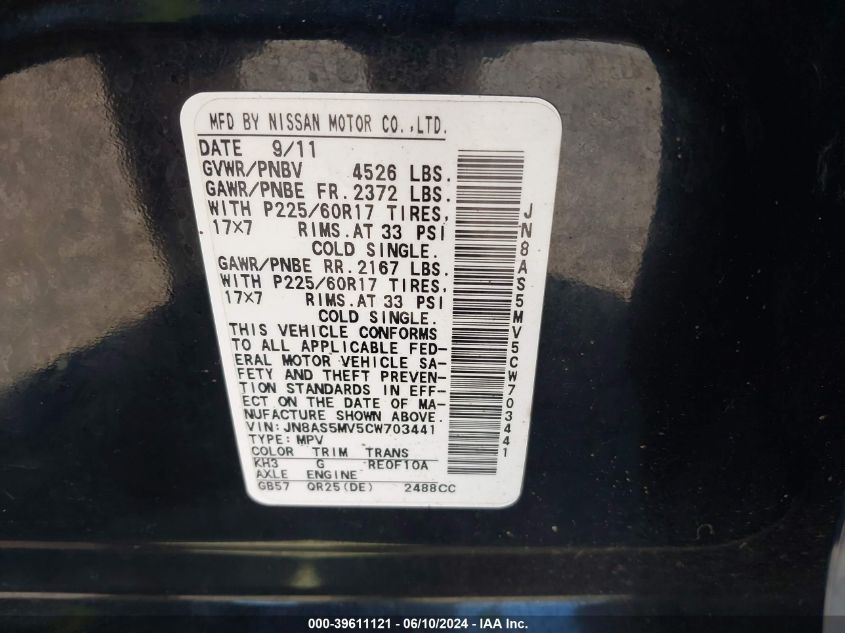 MFD BY NISSAN MOTOR CO.,LTD.
DATE 9/11
GVWR/PNBV 4526 LBS.
GAWR/PNBE FR.2372 LBS.
WITH P225/60R17 TIRES,
17×7 RIMS.AT 33 PSI
COLD SINGLE.
GAWR/PNBE RR.2167 LBS.
WITH P225/60R17 TIRES,
17×7 RIMS.AT 33 PSI
COLD SINGLE.
THIS VEHICLE CONFORMS
TO ALL APPLICABLE FED-
ERAL MOTOR VEHICLE SA-
FETY AND THEFT PREVEN-
TION STANDARDS IN EFF-
ECT ON THE DATE OF MA-
NUFACTURE SHOWN ABOVE.
VIN: JN8AS5MV5CW703441
TYPE: MPV
COLOR TRIM TRANS
KH3 G RE0F10A
AXLE ENGINE
GB57 QR25(DE) 2488CC
JN8AS5MV5CW703441
000-39611121 - 06/10/2024 - IAA Inc.